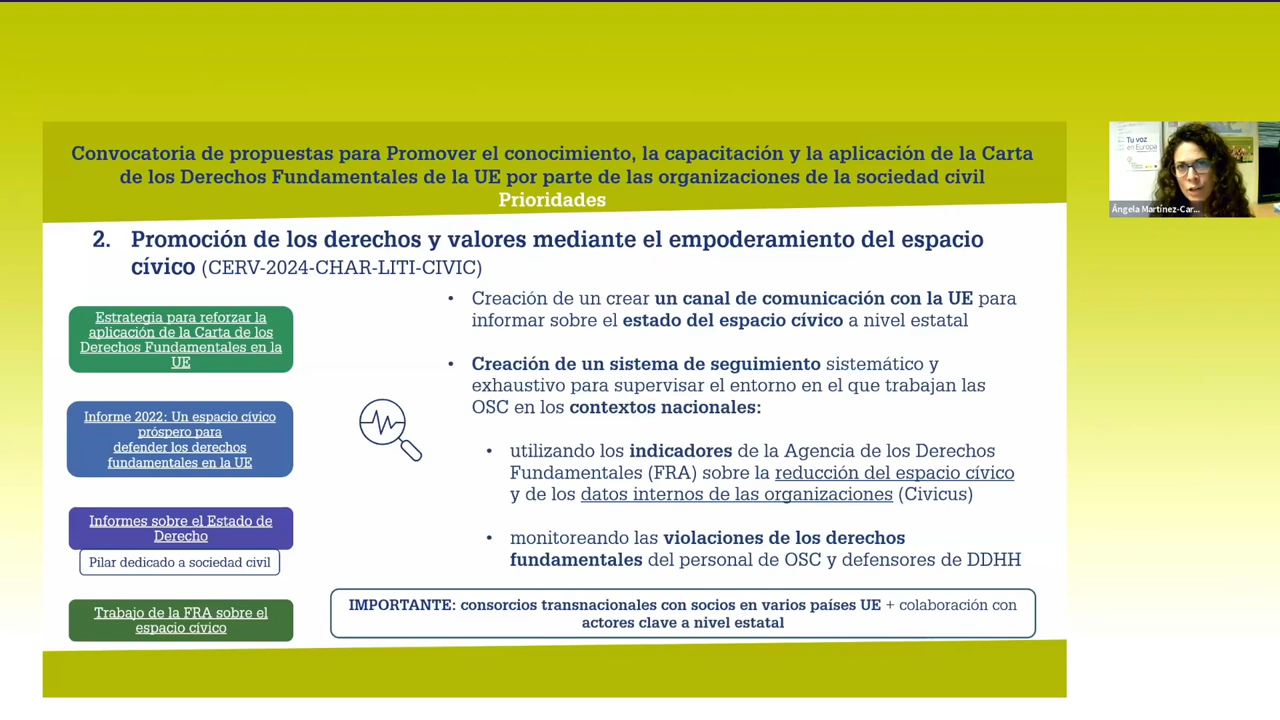 Convocatoria de propuestas para Promover el conocimiento, la capacitación y la aplicación de la Carta
de los Derechos Fundamentales de la UE por parte de las organizaciones de la sociedad civil
Prioridades
2. Promoción de los derechos y valores mediante el empoderamiento del espacio
cívico (CERV-2024-CHAR-LITI-CIVIC)
Estrategia para reforzar la
aplicación de la Carta de los
Derechos Fundamentales en la
UE
Informe 2022: Un espacio cívico
próspero para
defender los derechos
fundamentales en la UE
Informes sobre el Estado de
Derecho
Pilar dedicado a sociedad civil
Trabajo de la FRA sobre el
espacio cívico
• Creación de un crear un canal de comunicación con la UE para
informar sobre el estado del espacio cívico a nivel estatal
• Creación de un sistema de seguimiento sistemático y
exhaustivo para supervisar el entorno en el que trabajan las
OSC en los contextos nacionales:
• utilizando los indicadores de la Agencia de los Derechos
Fundamentales (FRA) sobre la reducción del espacio cívico
y de los datos internos de las organizaciones (Civicus)
• monitoreando las violaciones de los derechos
fundamentales del personal de OSC y defensores de DDHH
IMPORTANTE: consorcios transnacionales con socios en varios países UE + colaboración con
actores clave a nivel estatal
Tu voz
en Europa
Ángela Martínez-Car...